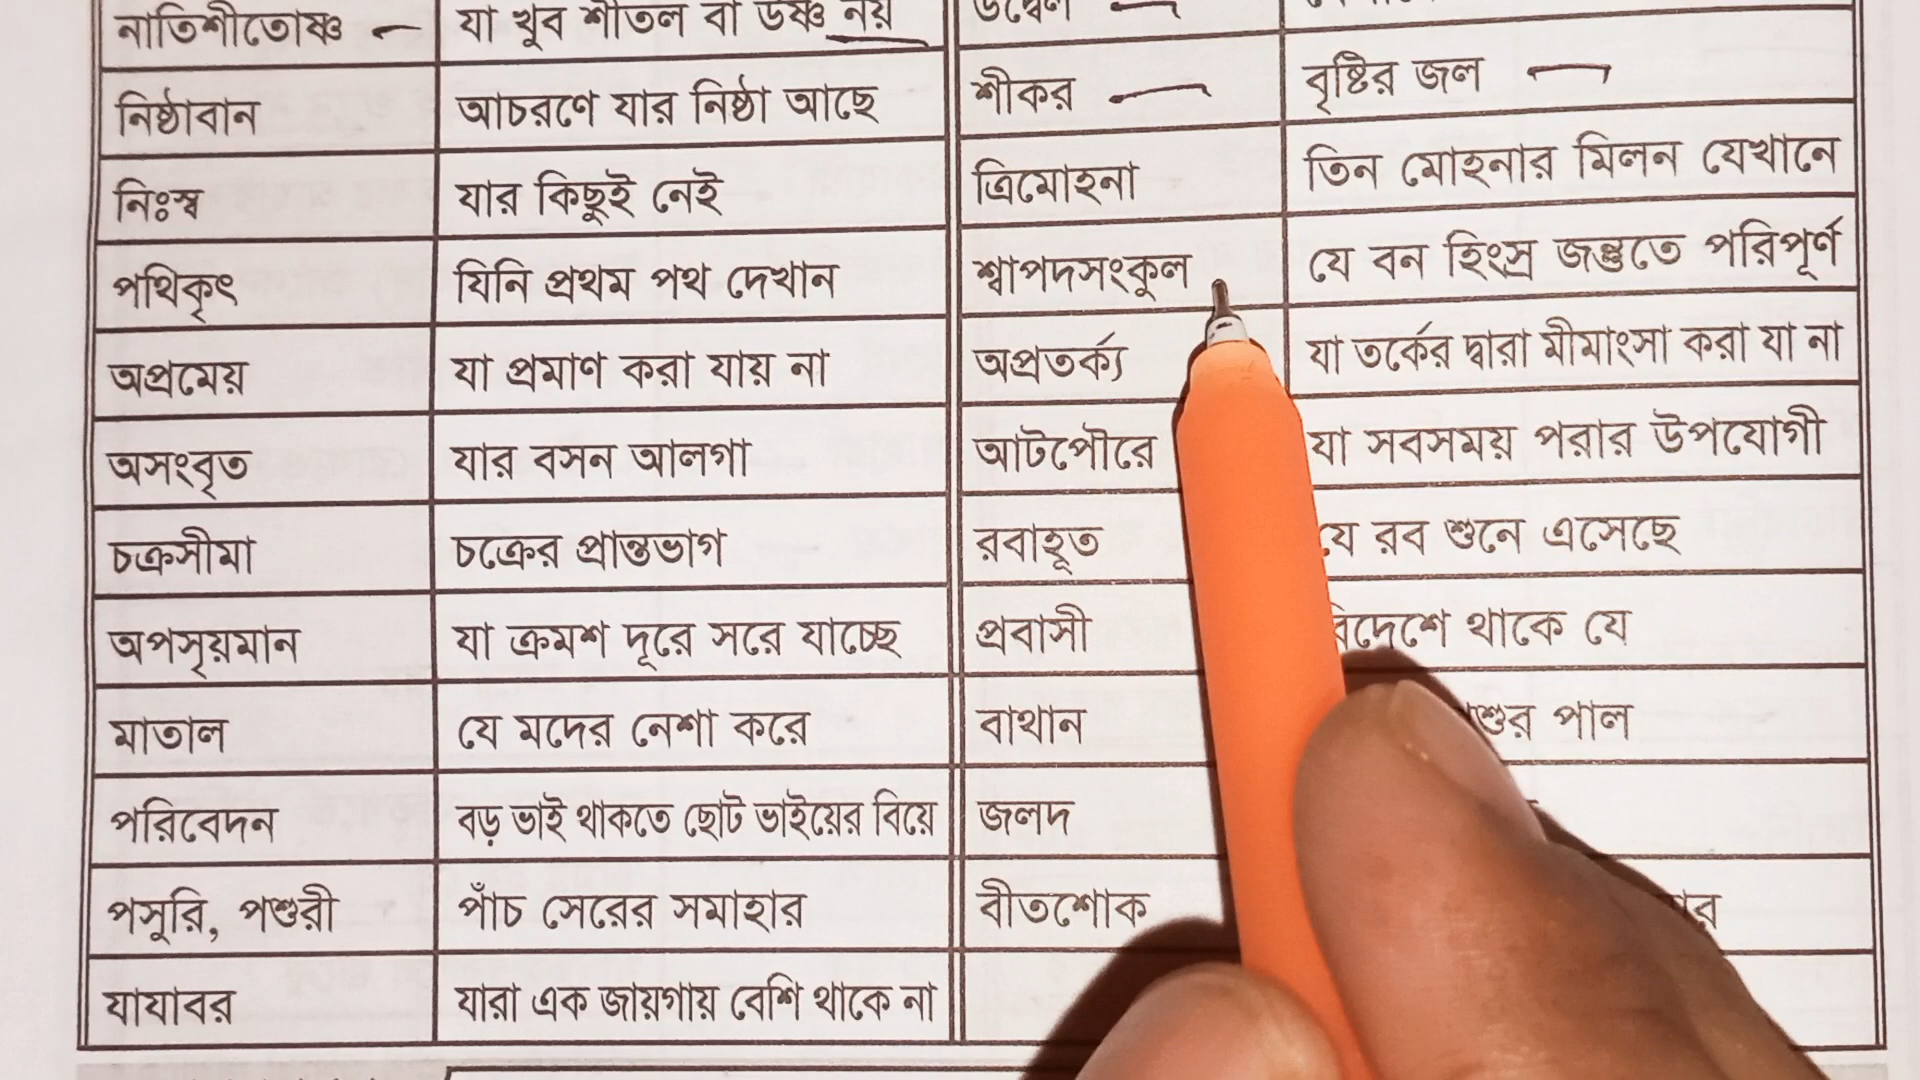 নাতিশীতোষ্ণ যা খুব শীতল বা উষ্ণ নয়
নিষ্ঠাবান আচরণে যার নিষ্ঠা আছে শীকর বৃষ্টির জল
নিঃস্ব যার কিছুই নেই ত্রিমোহনা তিন মোহনার মিলন যেখানে
পথিকৃৎ যিনি প্রথম পথ দেখান শ্বাপদসংকুল যে বন হিংস্র জন্তুতে পরিপূর্ণ
অপ্রমেয় যা প্রমাণ করা যায় না অপ্রতর্ক্য যা তর্কের দ্বারা মীমাংসা করা যা না
অসংবৃত যার বসন আলগা আটপৌরে যা সবসময় পরার উপযোগী
চক্রসীমা চক্রের প্রান্তভাগ রবাহূত যে রব শুনে এসেছে
অপসৃয়মান যা ক্রমশ দূরে সরে যাচ্ছে প্রবাসী বিদেশে থাকে যে
মাতাল যে মদের নেশা করে বাথান পাল
পরিবেদন বড় ভাই থাকতে ছোট ভাইয়ের বিয়ে জলদ
পসুরি, পশুরী পাঁচ সেরের সমাহার বীতশোক
যাযাবর যারা এক জায়গায় বেশি থাকে না